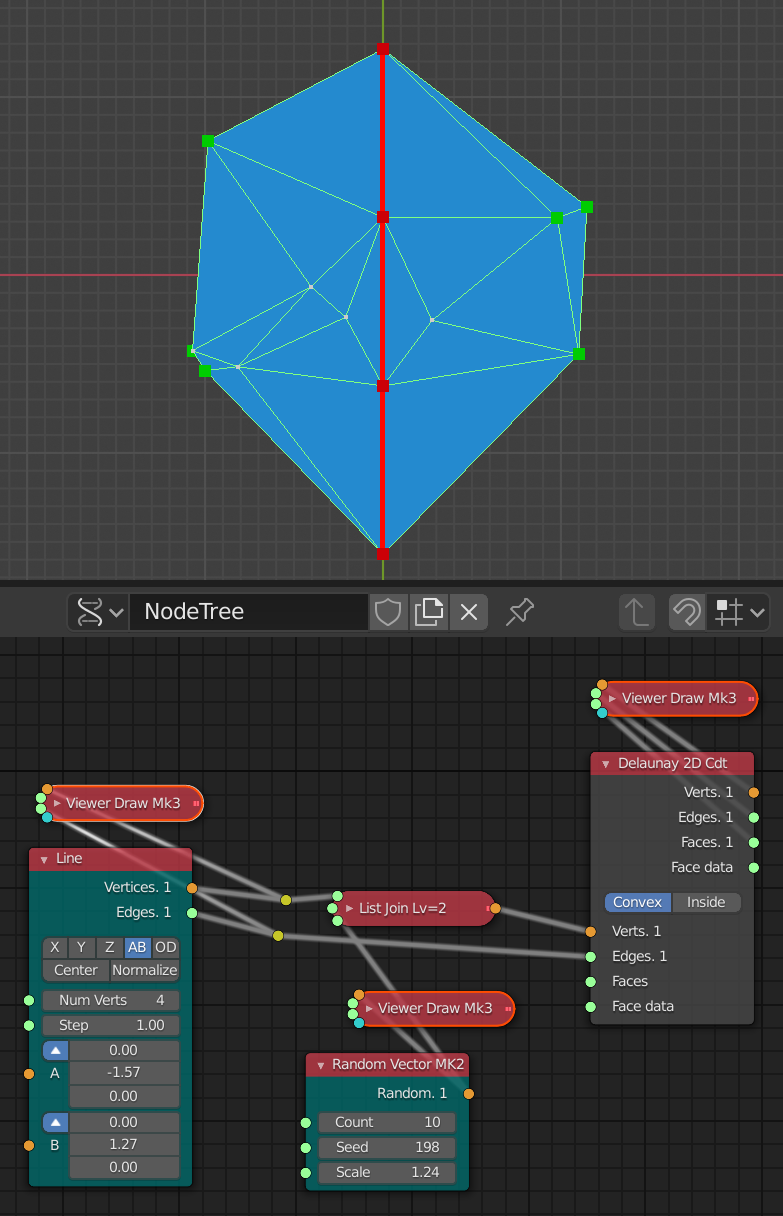 NodeTree
Viewer Draw Mk3
Delaunay 2D Cdt
Verts. 1
Edges. 1
Faces. 1
Face data
Convex Inside
Verts. 1
Edges. 1
Faces
Face data
Viewer Draw Mk3
Line
Vertices. 1
Edges. 1
X Y Z AB OD
Center Normalize
Num Verts 4
Step 1.00
0.00
A -1.57
0.00
0.00
B 1.27
0.00
List Join Lv=2
Viewer Draw Mk3
Random Vector MK2
Random. 1
Count 10
Seed 198
Scale 1.24